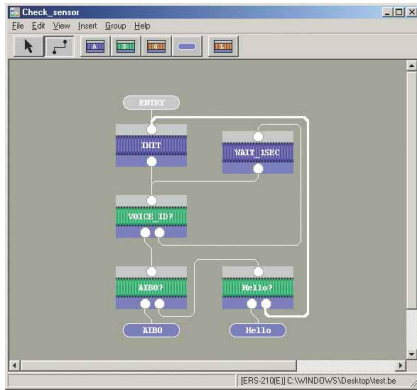 Check_sensor
File Edit View Insert Group Help
A
ENTRY
INIT
WAIT_1SEC
VOICE_ID?
AIBO?
Hello?
AIBO
Hello
[ERS-210(E)] C:\WINDOWS\Desktop\test.be